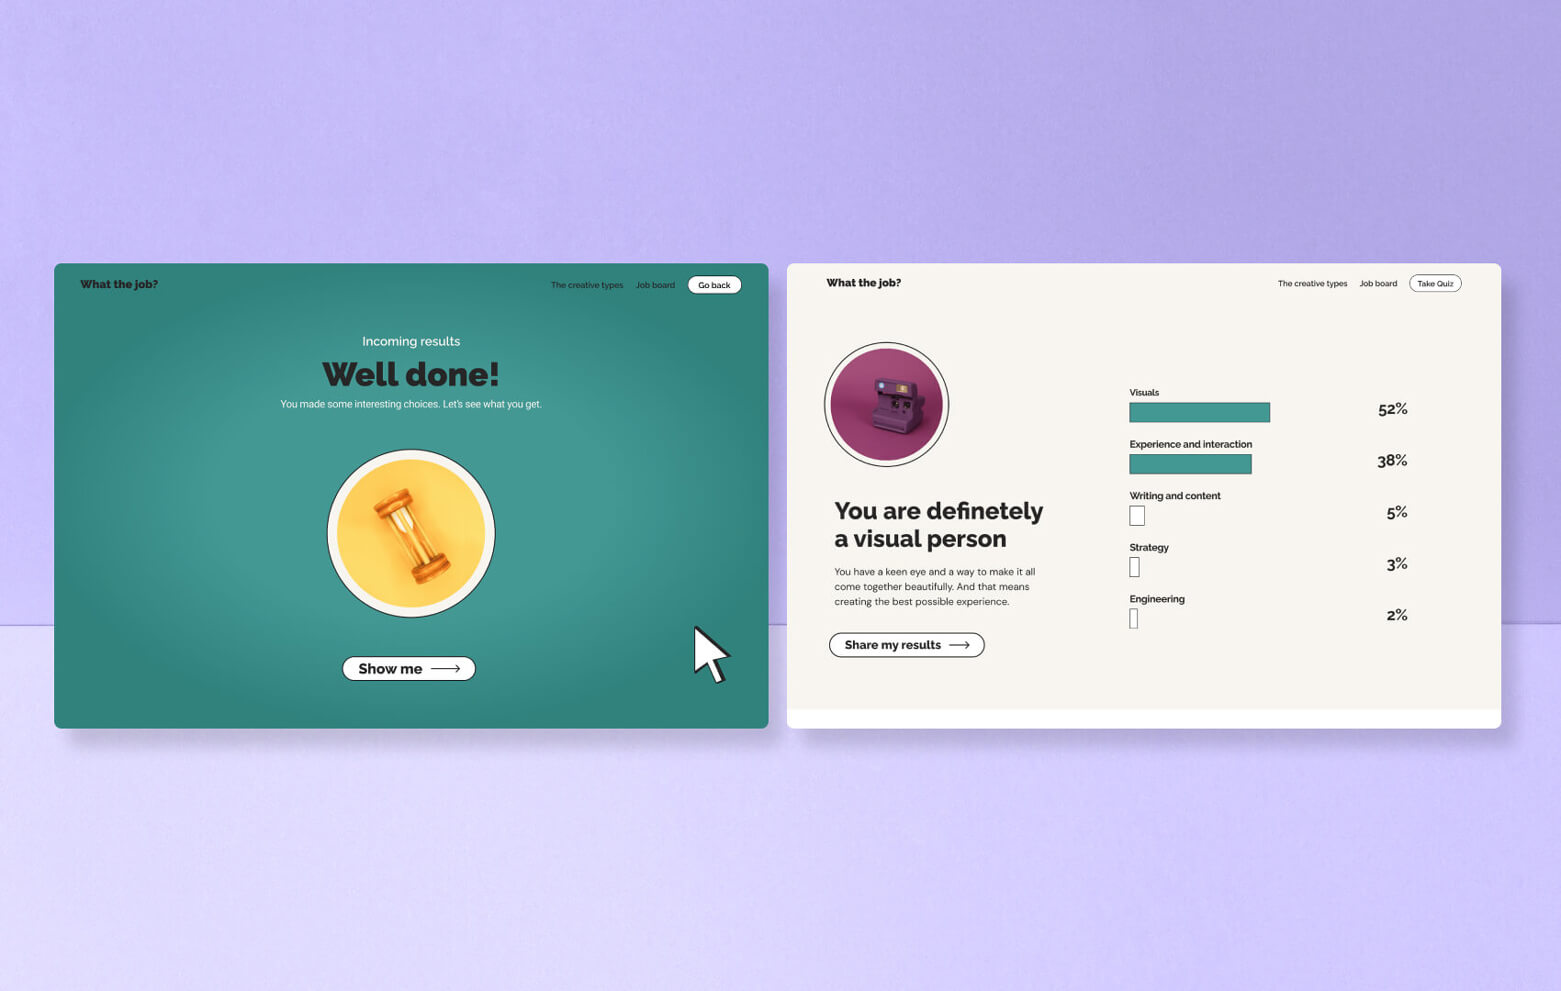 What the job?
The creative types
Job board
Go back
Incoming results
Well done!
You made some interesting choices. Let's see what you get.
Show me
What the job?
The creative types
Job board
Take Quiz
You are definetely
a visual person
You have a keen eye and a way to make it all
come together beautifully. And that means
creating the best possible experience.
Share my results
Visuals
52%
Experience and interaction
38%
Writing and content
5%
Strategy
3%
Engineering
2%